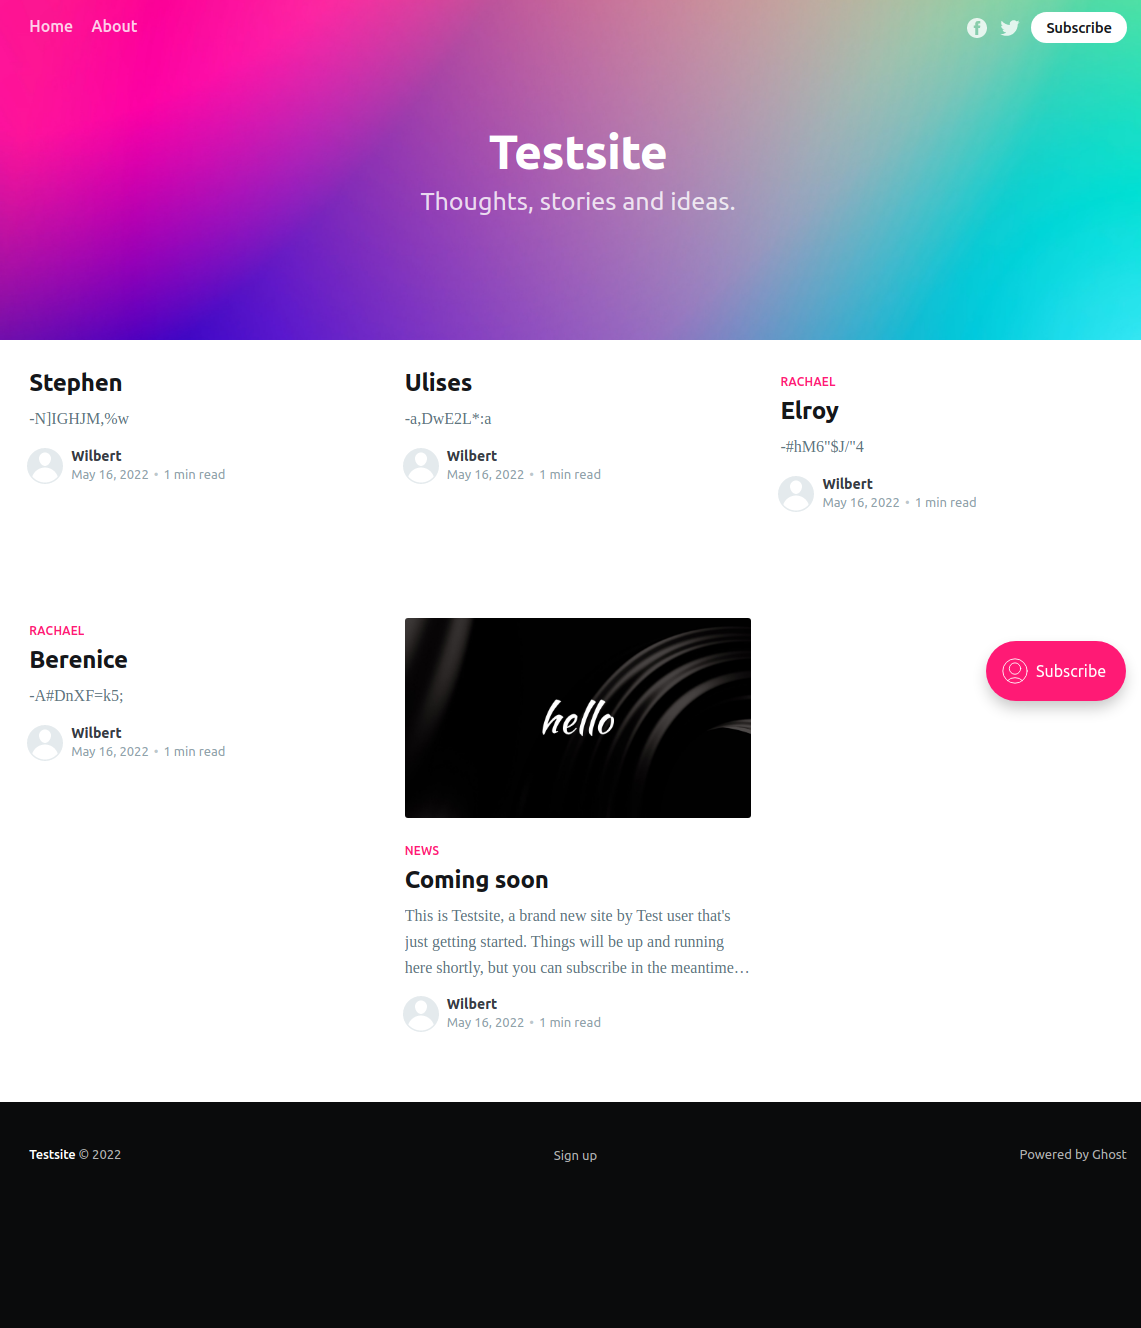 Home About
Subscribe
Testsite
Thoughts, stories and ideas.
Stephen
-N]IGHJM,%w
Wilbert
May 16, 2022 • 1 min read
Ulises
-a,DwE2L*:a
Wilbert
May 16, 2022 • 1 min read
RACHAEL
Elroy
-#hM6"$J/"4
Wilbert
May 16, 2022 • 1 min read
RACHAEL
Berenice
-A#DnXF=k5;
Wilbert
May 16, 2022 • 1 min read
hello
NEWS
Coming soon
This is Testsite, a brand new site by Test user that's
just getting started. Things will be up and running
here shortly, but you can subscribe in the meantime…
Wilbert
May 16, 2022 • 1 min read
Subscribe
Testsite © 2022
Sign up
Powered by Ghost